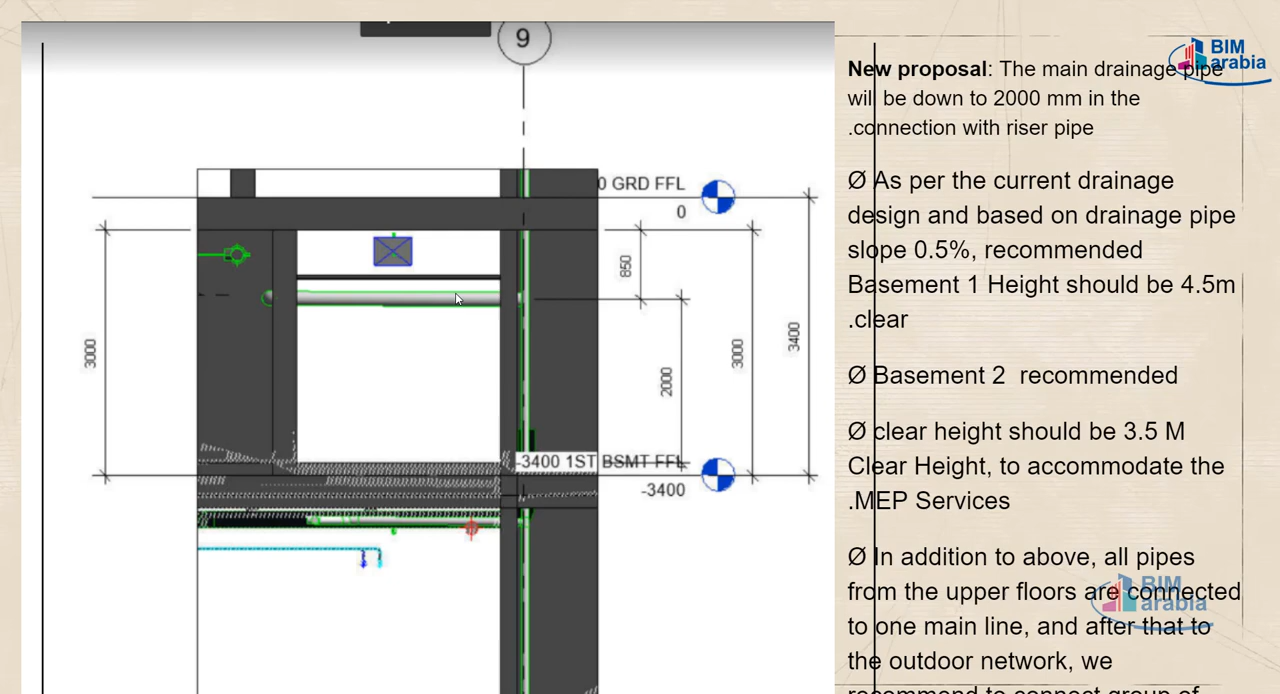 9
0 GRD FFL
0
850
3000
2000
3000
3400
-3400 1ST BSMT FFL
-3400
BIM
arabia
New proposal: The main drainage pipe
will be down to 2000 mm in the
.connection with riser pipe
Ø As per the current drainage
design and based on drainage pipe
slope 0.5%, recommended
Basement 1 Height should be 4.5m
.clear
Ø Basement 2 recommended
Ø clear height should be 3.5 M
Clear Height, to accommodate the
.MEP Services
Ø In addition to above, all pipes
from the upper floors are connected
to one main line, and after that to
the outdoor network, we
recommend to connect group of
BIM
arabia